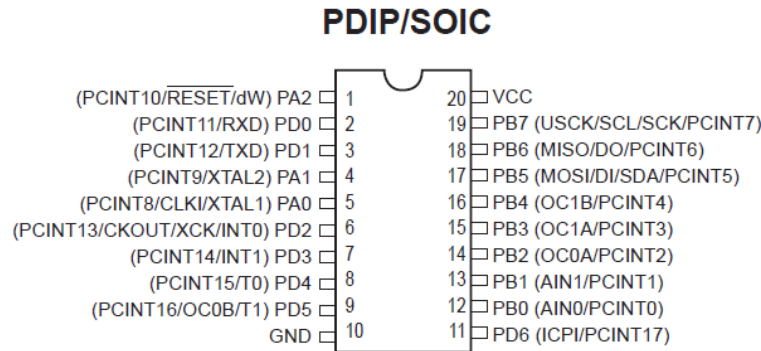 PDIP/SOIC
(PCINT10/RESET/dW) PA2 1 20 VCC
(PCINT11/RXD) PD0 2 19 PB7 (USCK/SCL/SCK/PCINT7)
(PCINT12/TXD) PD1 3 18 PB6 (MISO/DO/PCINT6)
(PCINT9/XTAL2) PA1 4 17 PB5 (MOSI/DI/SDA/PCINT5)
(PCINT8/CLKI/XTAL1) PA0 5 16 PB4 (OC1B/PCINT4)
(PCINT13/CKOUT/XCK/INT0) PD2 6 15 PB3 (OC1A/PCINT3)
(PCINT14/INT1) PD3 7 14 PB2 (OC0A/PCINT2)
(PCINT15/T0) PD4 8 13 PB1 (AIN1/PCINT1)
(PCINT16/OC0B/T1) PD5 9 12 PB0 (AIN0/PCINT0)
GND 10 11 PD6 (ICPI/PCINT17)